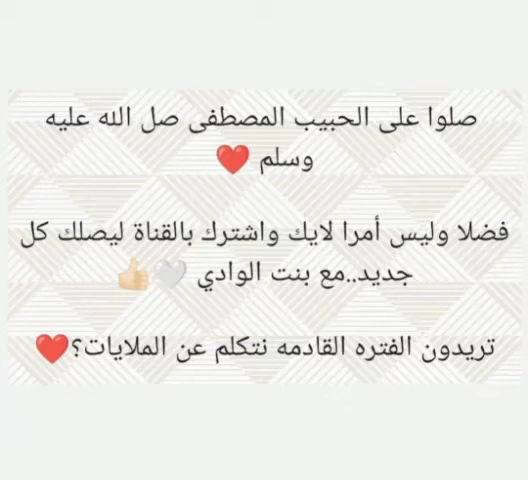 صلوا على الحبيب المصطفى صل الله عليه
وسلم ❤️
فضلا وليس أمرا لايك واشترك بالقناة ليصلك كل
جديد..مع بنت الوادي 🤍👍🏻
تريدون الفتره القادمه نتكلم عن الملايات؟❤️